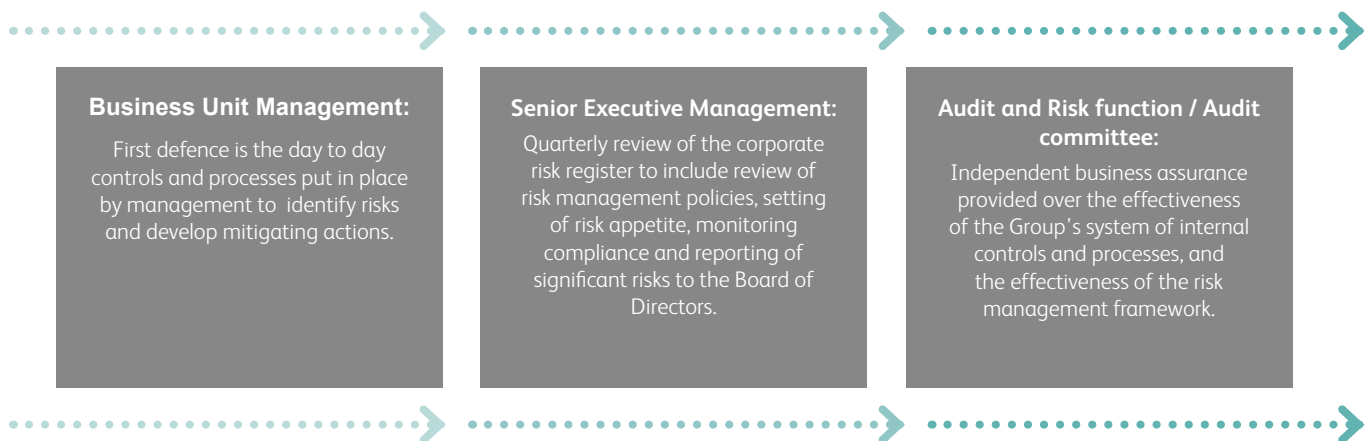 Business Unit Management:
First defence is the day to day
controls and processes put in place
by management to  identify risks
and develop mitigating actions.
Senior Executive Management:
Quarterly review of the corporate
risk register to include review of
risk management policies, setting
of risk appetite, monitoring
compliance and reporting of
significant risks to the Board of
Directors.
Audit and Risk function / Audit
committee:
Independent business assurance
provided over the effectiveness
of the Group's system of internal
controls and processes, and
the effectiveness of the risk
management framework.